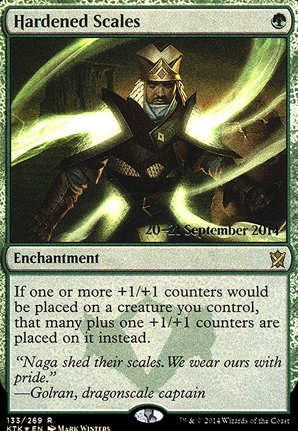 Hardened Scales
20–21 September 2014
Enchantment
If one or more +1/+1 counters would
be placed on a creature you control,
that many plus one +1/+1 counters are
placed on it instead.
“Naga shed their scales. We wear ours with
pride.”
—Golran, dragonscale captain
133/269 R
KTK ★ EN Mark Winters
™ & © 2014 Wizards of the Coast